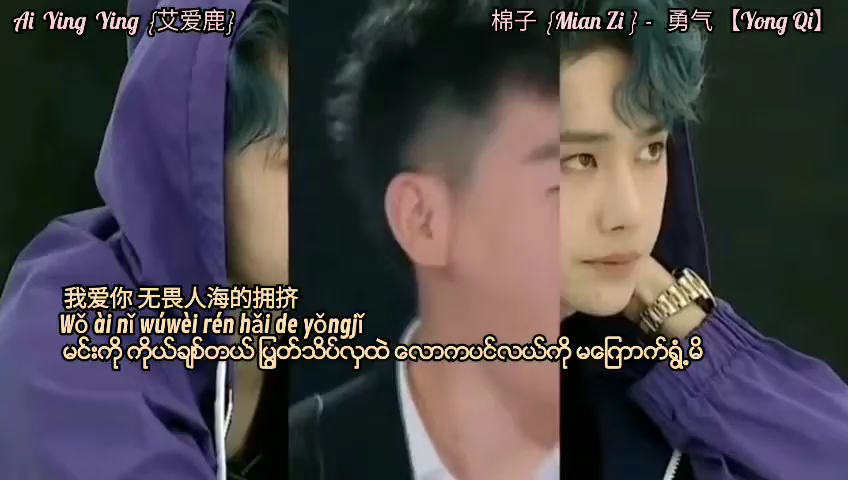 Ai Ying Ying {艾爱鹿}
棉子 {Mian Zi} - 勇气 【Yong Qi】
我爱你 无畏人海的拥挤
Wǒ ài nǐ wúwèi rén hǎi de yǒngjǐ
မင်းကို ကိုယ်ချစ်တယ် ပြွတ်သိပ်လှထဲ လောကပင်လယ်ကို မကြောက်ရွံ့မိ